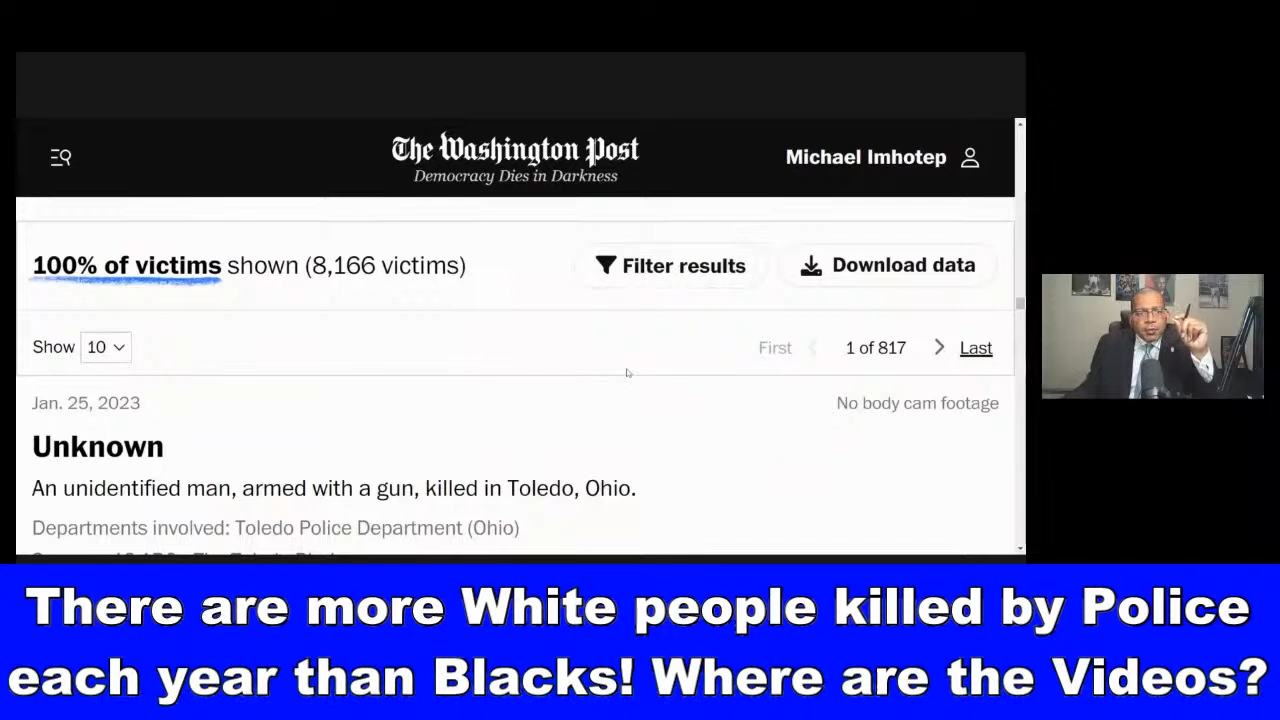 The Washington Post
Democracy Dies in Darkness
Michael Imhotep
100% of victims shown (8,166 victims)
Filter results
Download data
Show 10
First 1 of 817 Last
Jan. 25, 2023
No body cam footage
Unknown
An unidentified man, armed with a gun, killed in Toledo, Ohio.
Departments involved: Toledo Police Department (Ohio)
There are more White people killed by Police
each year than Blacks! Where are the Videos?